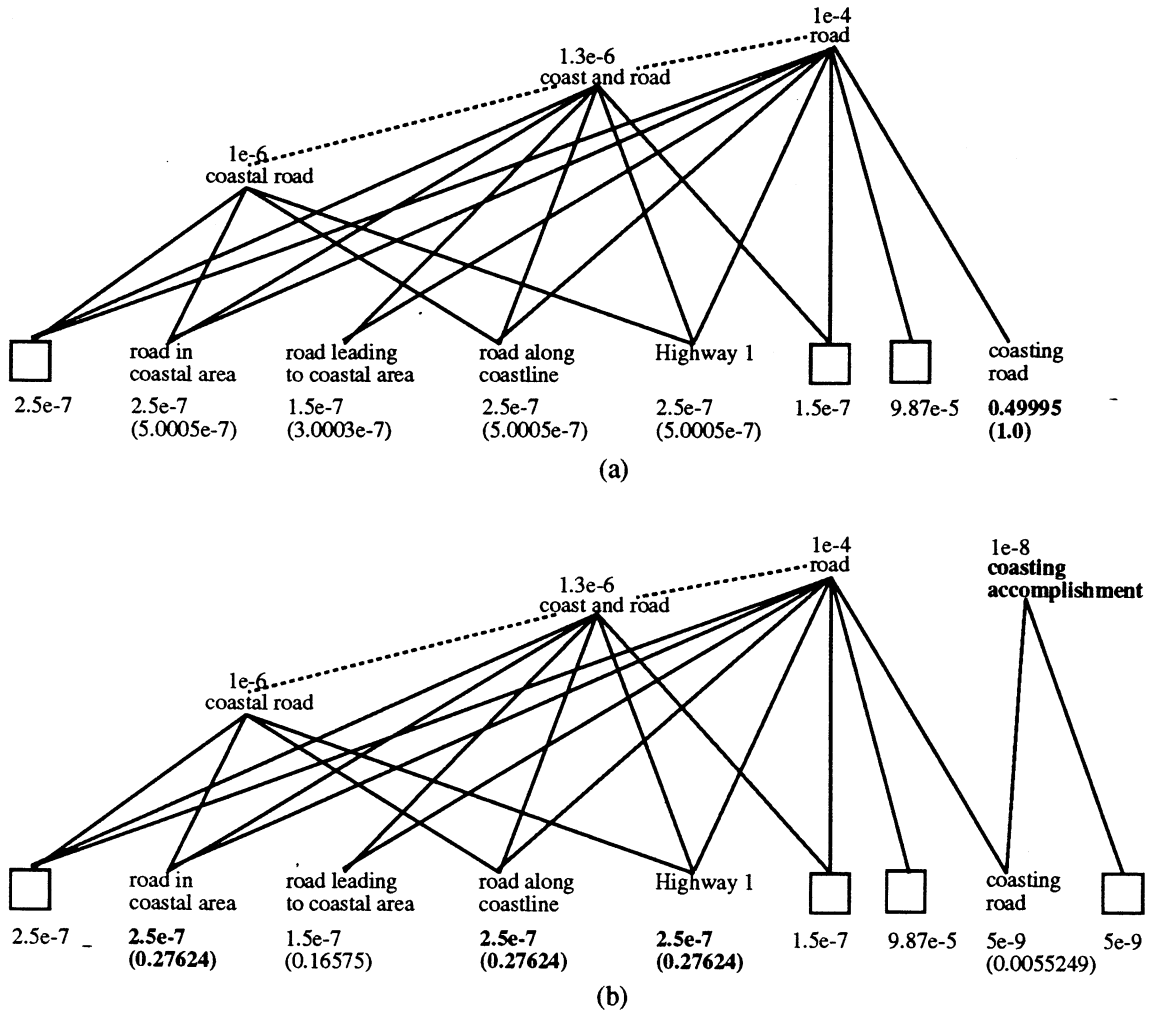 1e-4
road
1.3e-6
coast and road
1e-6
coastal road
road in
coastal area
road leading
to coastal area
road along
coastline
Highway 1
coasting
road
2.5e-7
2.5e-7
(5.0005e-7)
1.5e-7
(3.0003e-7)
2.5e-7
(5.0005e-7)
2.5e-7
(5.0005e-7)
1.5e-7
9.87e-5
0.49995
(1.0)
(a)
1e-4
road
1e-8
coasting
accomplishment
1.3e-6
coast and road
1e-6
coastal road
road in
coastal area
road leading
to coastal area
road along
coastline
Highway 1
coasting
road
2.5e-7
2.5e-7
(0.27624)
1.5e-7
(0.16575)
2.5e-7
(0.27624)
2.5e-7
(0.27624)
1.5e-7
9.87e-5
5e-9
(0.0055249)
5e-9
(b)